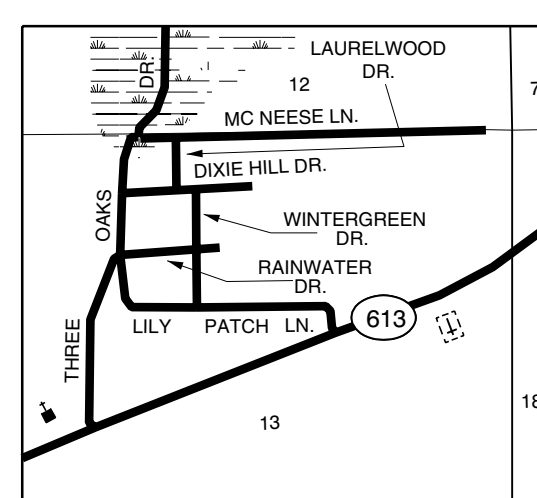 LAURELWOOD
DR.
DR.
12
7
MC NEESE LN.
DIXIE HILL DR.
OAKS
WINTERGREEN
DR.
RAINWATER
DR.
613
LILY PATCH LN.
THREE
13
18